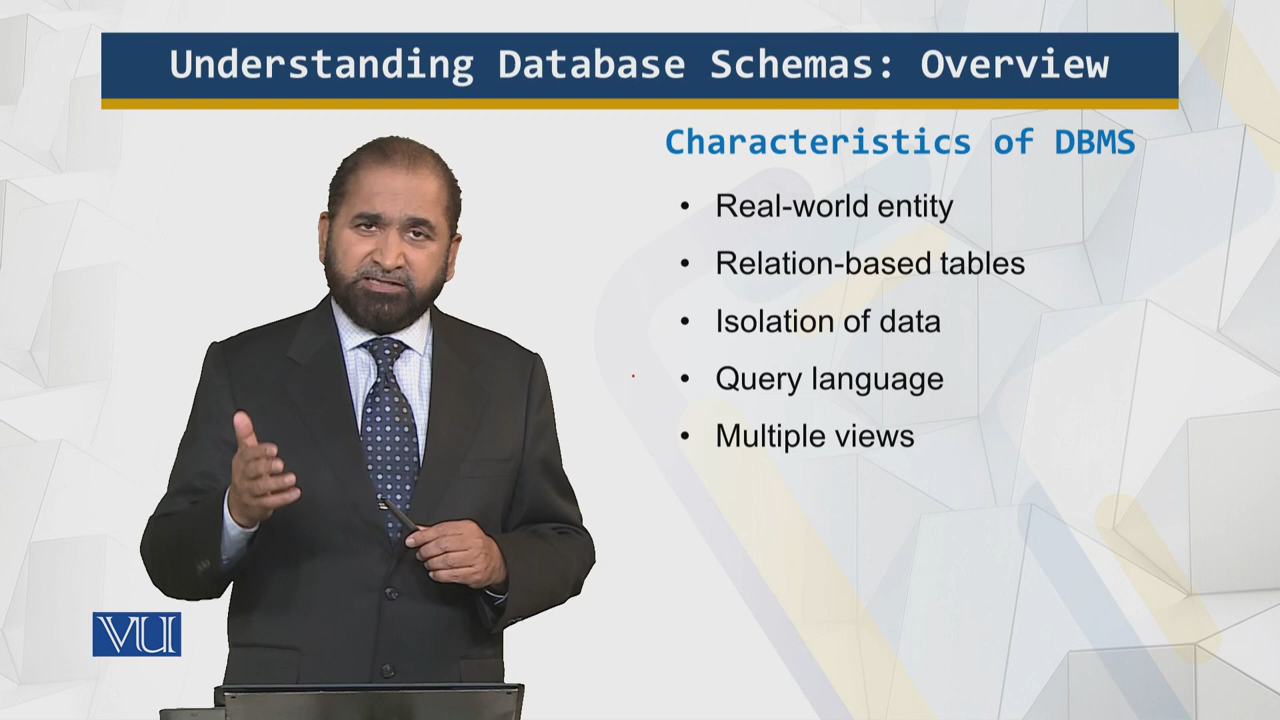 Understanding Database Schemas: Overview
Characteristics of DBMS
• Real-world entity
• Relation-based tables
• Isolation of data
• Query language
• Multiple views
VU